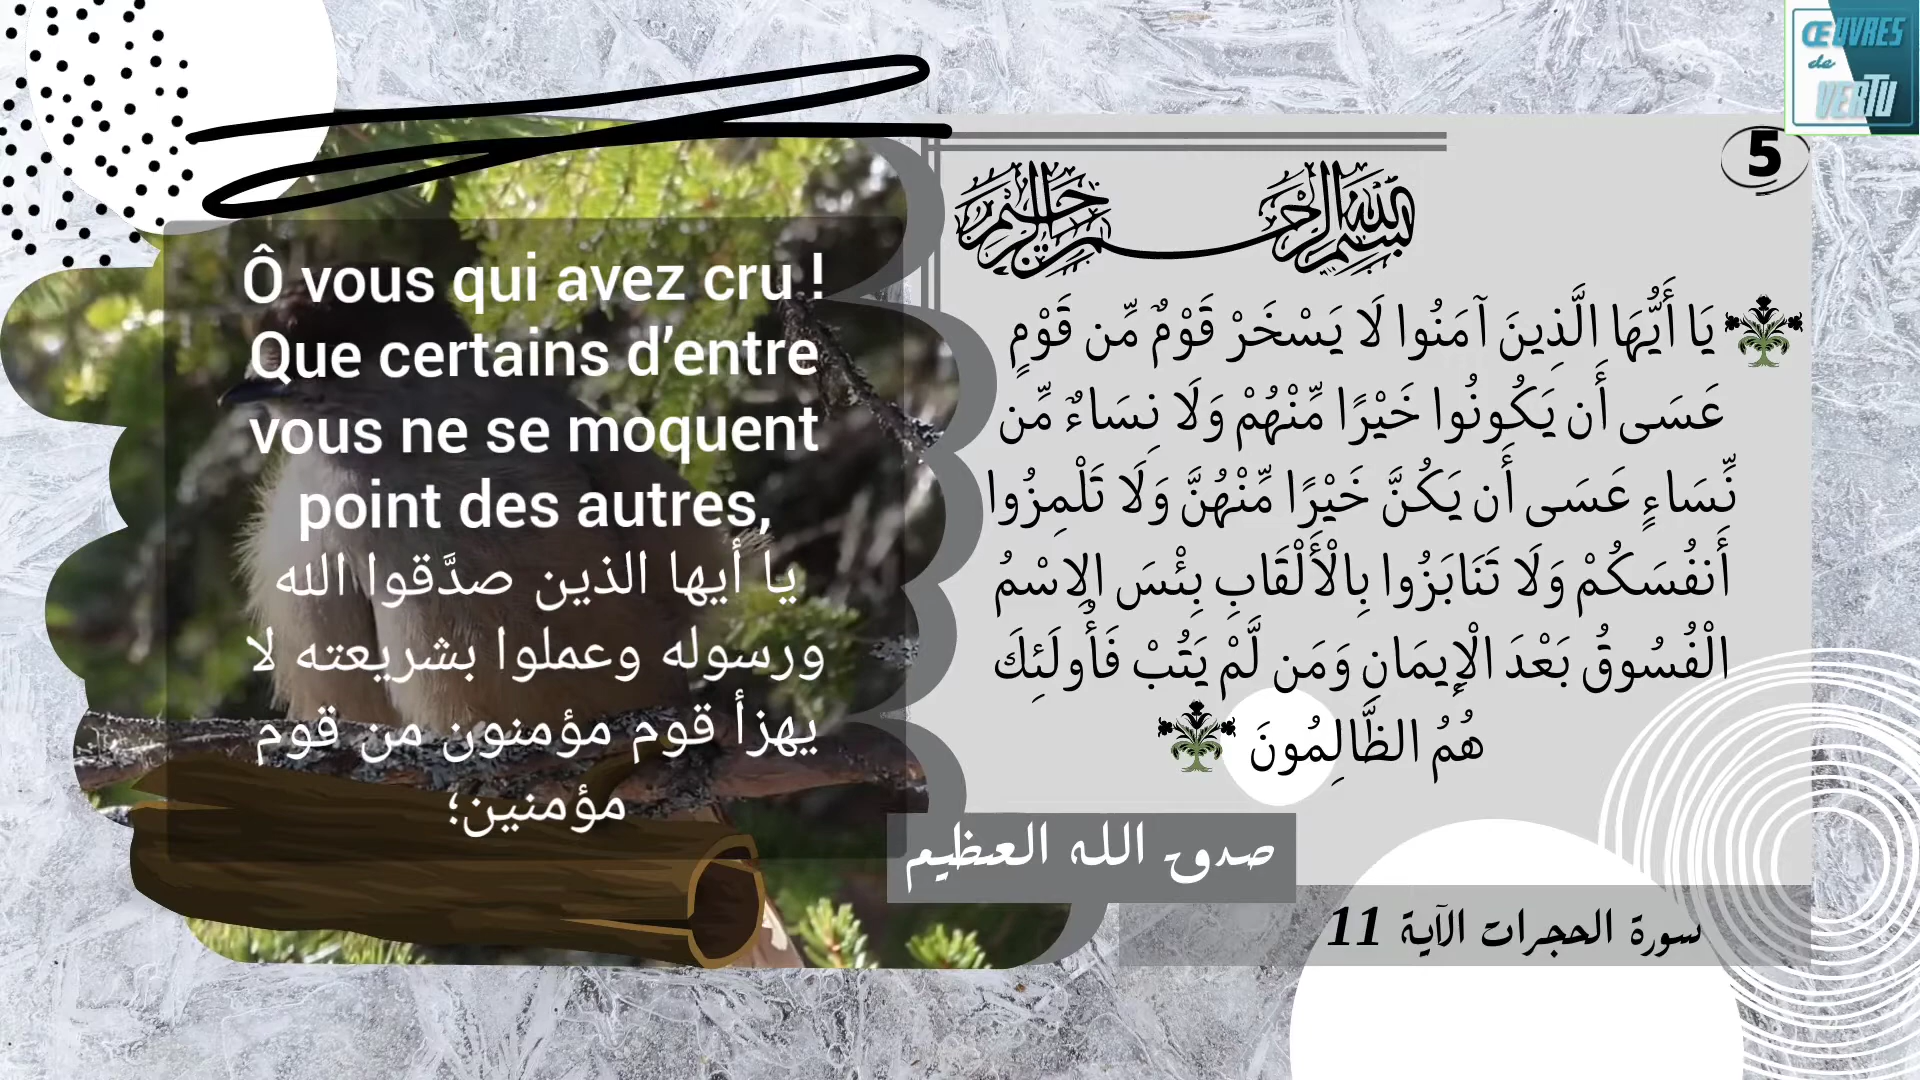 ŒUVRES
de
VERTU
5
بسم الله الرحمن الرحيم
يَا أَيُّهَا الَّذِينَ آمَنُوا لَا يَسْخَرْ قَوْمٌ مِّن قَوْمٍ
عَسَى أَن يَكُونُوا خَيْرًا مِّنْهُمْ وَلَا نِسَاءٌ مِّن
نِّسَاءٍ عَسَى أَن يَكُنَّ خَيْرًا مِّنْهُنَّ وَلَا تَلْمِزُوا
أَنفُسَكُمْ وَلَا تَنَابَزُوا بِالْأَلْقَابِ بِئْسَ الِاسْمُ
الْفُسُوقُ بَعْدَ الْإِيمَانِ وَمَن لَّمْ يَتُبْ فَأُولَئِكَ
هُمُ الظَّالِمُونَ
صدق الله العظيم
سورة الحجرات الآية 11
Ô vous qui avez cru !
Que certains d’entre
vous ne se moquent
point des autres,
يا أيها الذين صدَّقوا الله
ورسوله وعملوا بشريعته لا
يهزأ قوم مؤمنون من قوم
مؤمنين؛